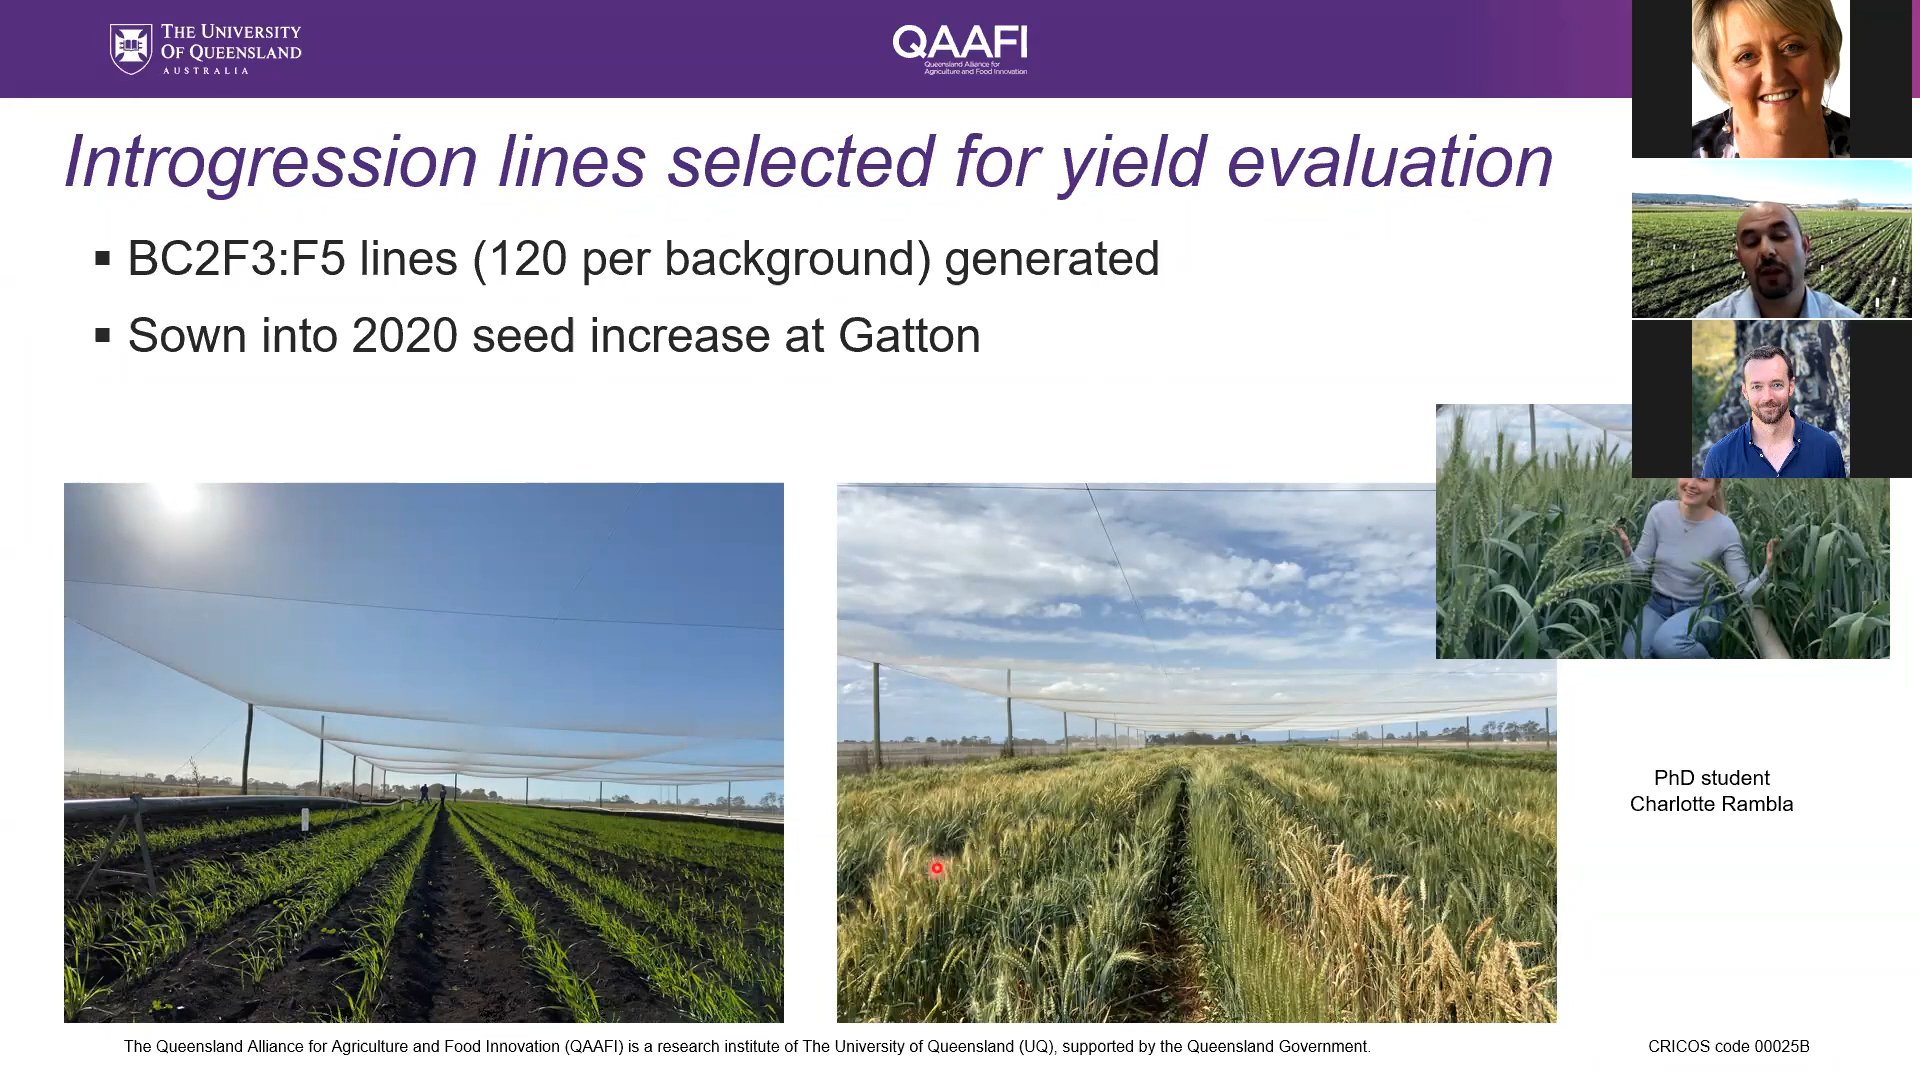 THE UNIVERSITY
OF QUEENSLAND
AUSTRALIA
QAAFI
Queensland Alliance for
Agriculture and Food Innovation
Introgression lines selected for yield evaluation
▪ BC2F3:F5 lines (120 per background) generated
▪ Sown into 2020 seed increase at Gatton
PhD student
Charlotte Rambla
The Queensland Alliance for Agriculture and Food Innovation (QAAFI) is a research institute of The University of Queensland (UQ), supported by the Queensland Government.
CRICOS code 00025B